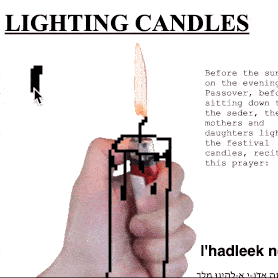 LIGHTING CANDLES
Before the sun
on the evening
Passover, befo
sitting down t
the seder, the
mothers and
daughters ligh
the festival
candles, recit
this prayer:
l'hadleek n